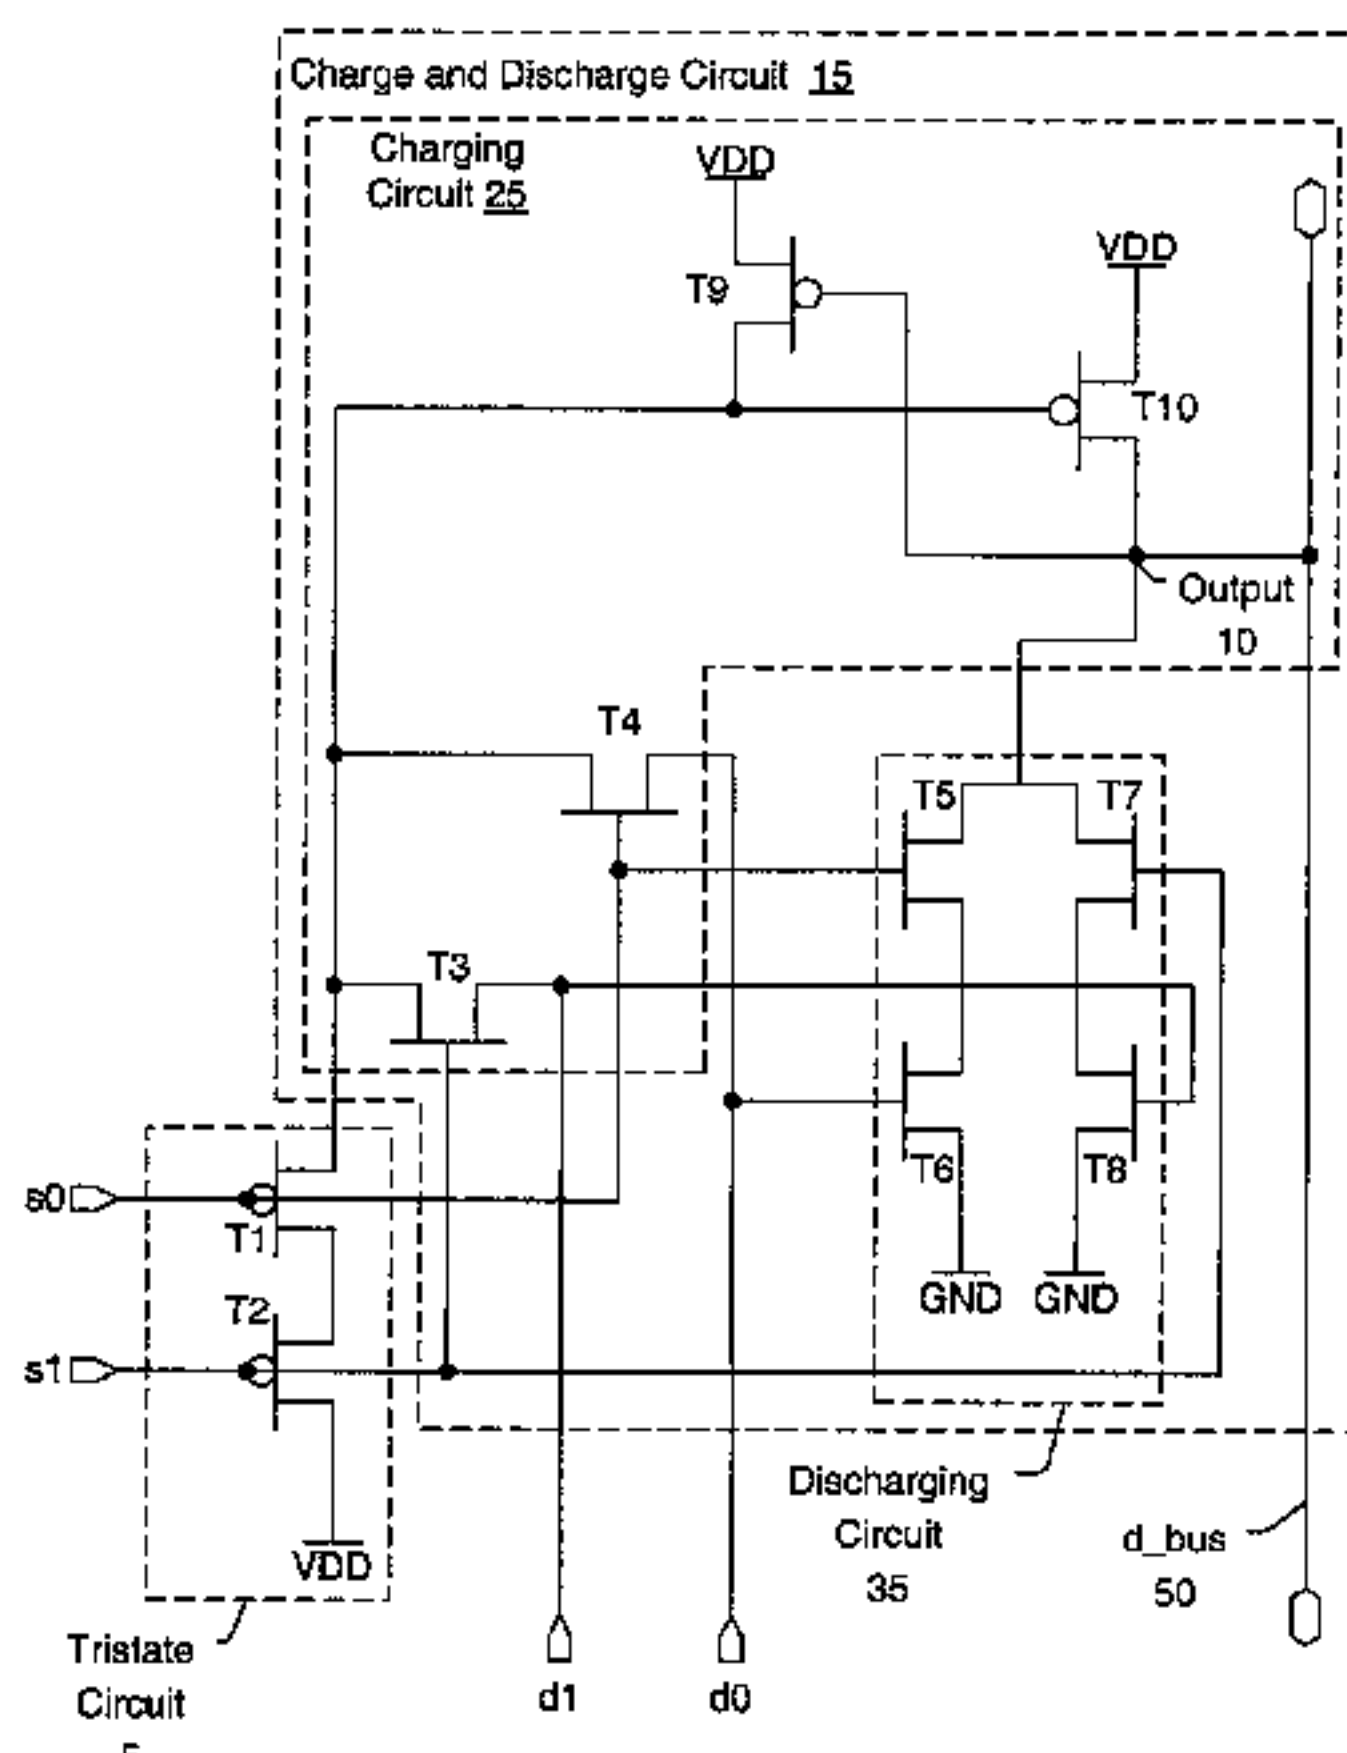 Charge and Discharge Circuit 15
Charging
Circuit 25
VDD
T9
VDD
T10
Output
10
T4
T5
T7
T3
T6
T8
s0
T1
GND
GND
T2
s1
Discharging
Circuit
35
d_bus
50
VDD
Tristate
Circuit
d1
d0